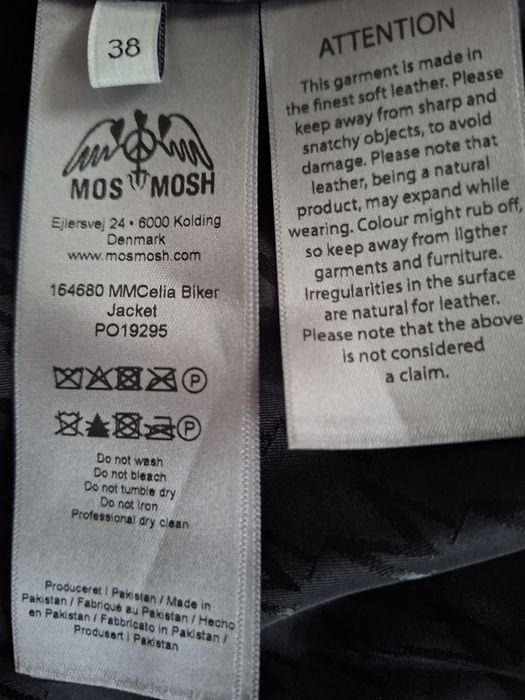 38
MOS MOSH
Ejlersvej 24 • 6000 Kolding
Denmark
www.mosmosh.com
164680 MMCelia Biker
Jacket
PO19295
P
P
Do not wash
Do not bleach
Do not tumble dry
Do not iron
Professional dry clean
Produceret i Pakistan / Made in
Pakistan / Fabriqué au Pakistan / Hecho
en Pakistan / Fabbricato in Pakistan /
Produsert i Pakistan
ATTENTION
This garment is made in
the finest soft leather. Please
keep away from sharp and
snatchy objects, to avoid
damage. Please note that
leather, being a natural
product, may expand while
wearing. Colour might rub off,
so keep away from ligther
garments and furniture.
Irregularities in the surface
are natural for leather.
Please note that the above
is not considered
a claim.